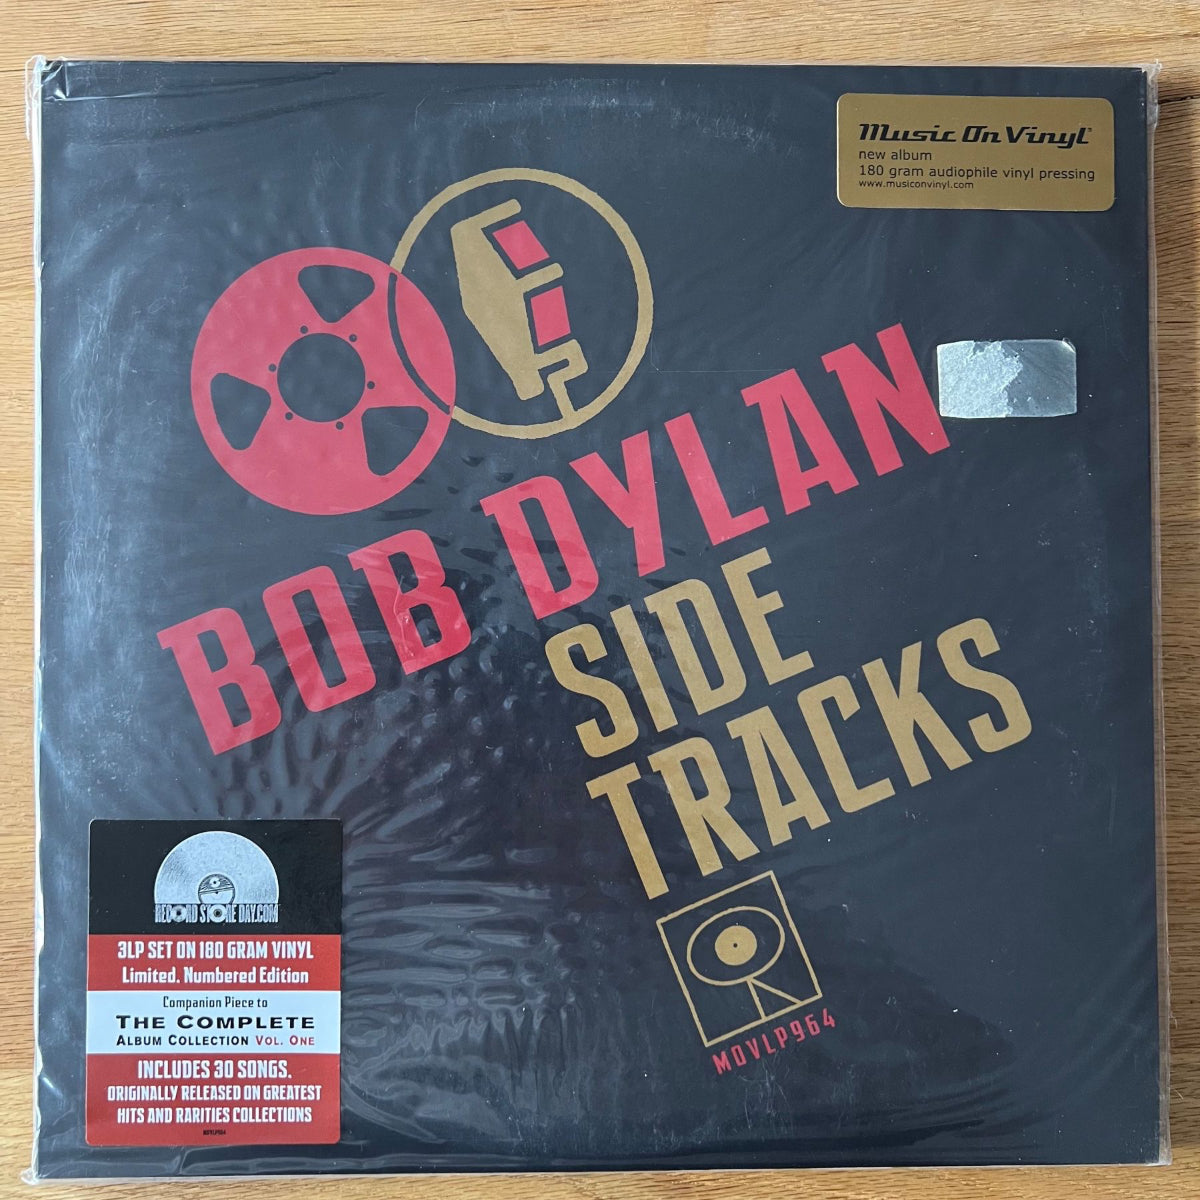 Music On Vinyl
new album
180 gram audiophile vinyl pressing
www.musiconvinyl.com
BOB DYLAN
SIDE
TRACKS
MOVLP964
RECORD STORE DAY.COM
3LP SET ON 180 GRAM VINYL
Limited, Numbered Edition
Companion Piece to
THE COMPLETE
ALBUM COLLECTION VOL. ONE
INCLUDES 30 SONGS,
ORIGINALLY RELEASED ON GREATEST
HITS AND RARITIES COLLECTIONS
MOVLP964